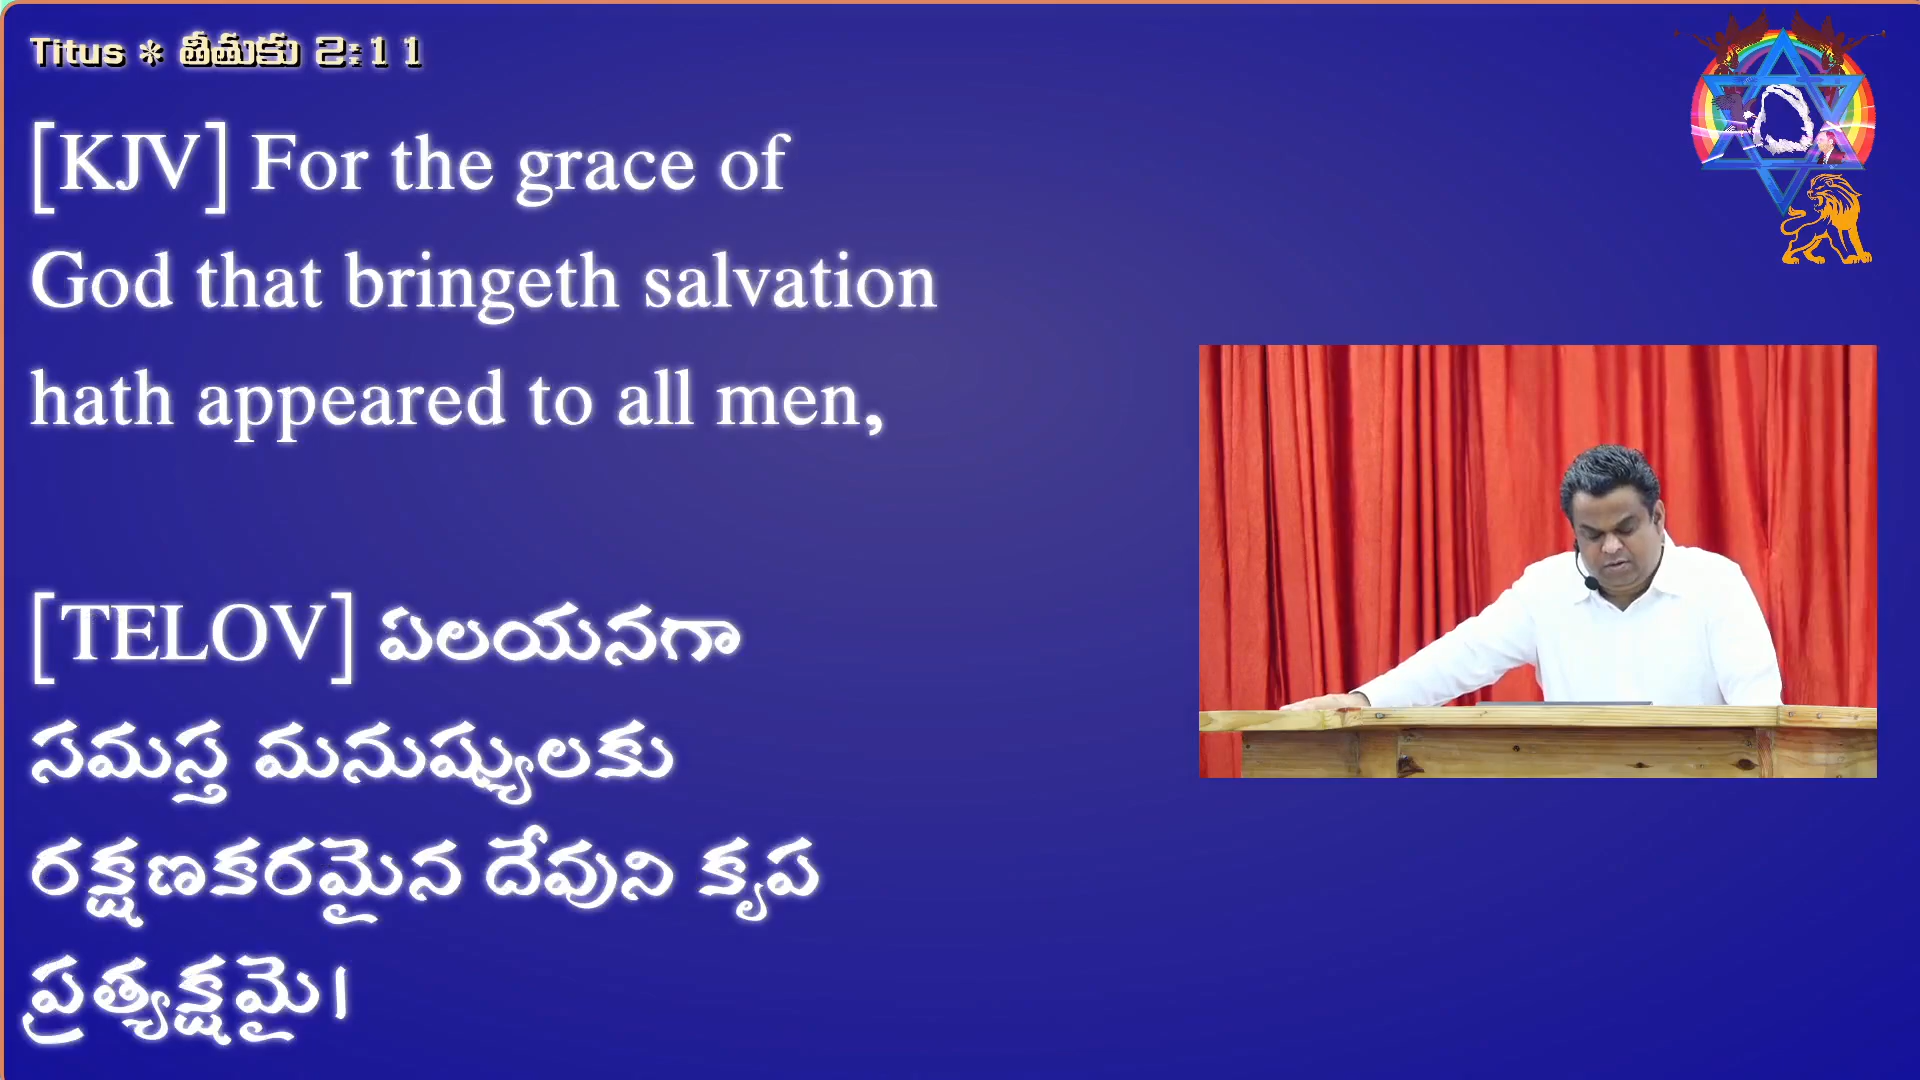 Titus * తీతుకు 2:11
[KJV] For the grace of
God that bringeth salvation
hath appeared to all men,
[TELOV] ఏలయనగా
సమస్త మనుష్యులకు
రక్షణకరమైన దేవుని కృప
ప్రత్యక్షమై।